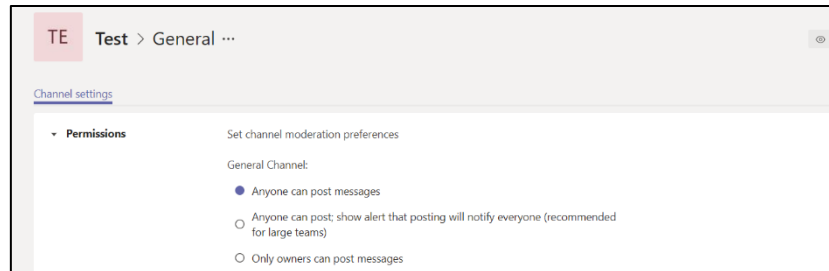 TE
Test > General ···
Channel settings
Permissions
Set channel moderation preferences
General Channel:
Anyone can post messages
Anyone can post; show alert that posting will notify everyone (recommended
for large teams)
Only owners can post messages